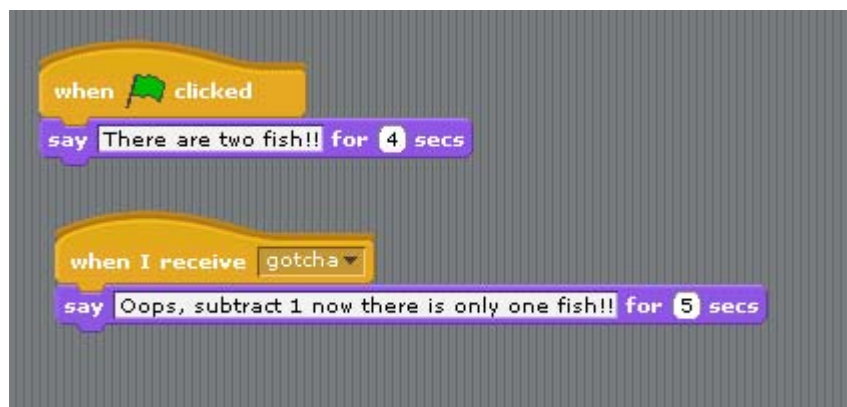 when clicked
say There are two fish!! for 4 secs
when I receive gotcha
say Oops, subtract 1 now there is only one fish!! for 5 secs